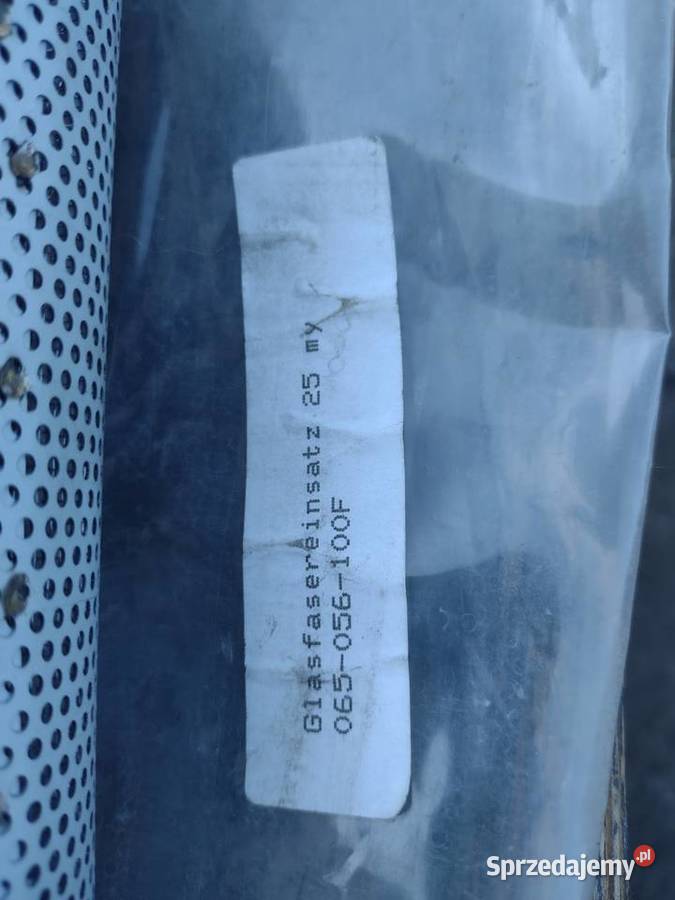 Glasfasereinsatz 25 my
065-056-100F
Sprzedajemy.pl